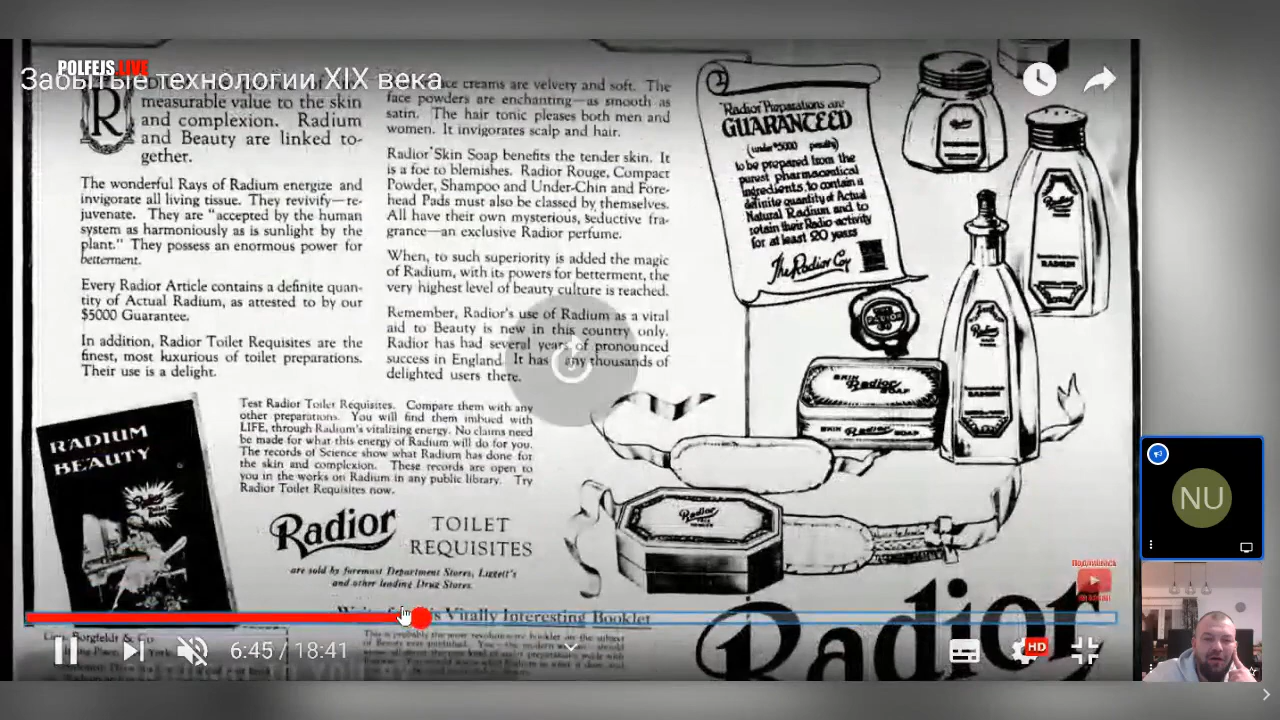 POLFEJS.LIVE
Забытые технологии XIX века
measurable value to the skin
and complexion. Radium
and Beauty are linked to-
gether.
The wonderful Rays of Radium energize and
invigorate all living tissue. They revivify—re-
juvenate. They are "accepted by the human
system as harmoniously as is sunlight by the
plant." They possess an enormous power for
betterment.
Every Radior Article contains a definite quan-
tity of Actual Radium, as attested to by our
$5000 Guarantee.
In addition, Radior Toilet Requisites are the
finest, most luxurious of toilet preparations.
Their use is a delight.
creams are velvety and soft. The
face powders are enchanting—as smooth as
satin. The hair tonic pleases both men and
women. It invigorates scalp and hair.
Radior Skin Soap benefits the tender skin. It
is a foe to blemishes. Radior Rouge, Compact
Powder, Shampoo and Under-Chin and Fore-
head Pads must also be classed by themselves.
All have their own mysterious, seductive fra-
grance—an exclusive Radior perfume.
When, to such superiority is added the magic
of Radium, with its powers for betterment, the
very highest level of beauty culture is reached.
Remember, Radior's use of Radium as a vital
aid to Beauty is new in this country only.
Radior has had several years of pronounced
success in England. It has any thousands of
delighted users there.
"Radior" Preparations are
GUARANTEED
(under $5000 penalty)
to be prepared from the
purest pharmaceutical
ingredients, to contain a
definite quantity of Actual
Natural Radium and to
retain their Radio-activity
for at least 20 years
The Radior Coy
RADIUM
BEAUTY
Test Radior Toilet Requisites. Compare them with any
other preparations. You will find them imbued with
LIFE, through Radium's vitalizing energy. No claims need
be made for what this energy of Radium will do for you.
The records of Science show what Radium has done for
the skin and complexion. These records are open to
you in the works on Radium in any public library. Try
Radior Toilet Requisites now.
Radior TOILET
REQUISITES
are sold by foremost Department Stores, Liggett's
and other leading Drug Stores.
SKIN Radior SOAP
SKIN Radior SOAP
Radior
Vitally Interesting Booklet
Radior
6:45 / 18:41
HD
NU